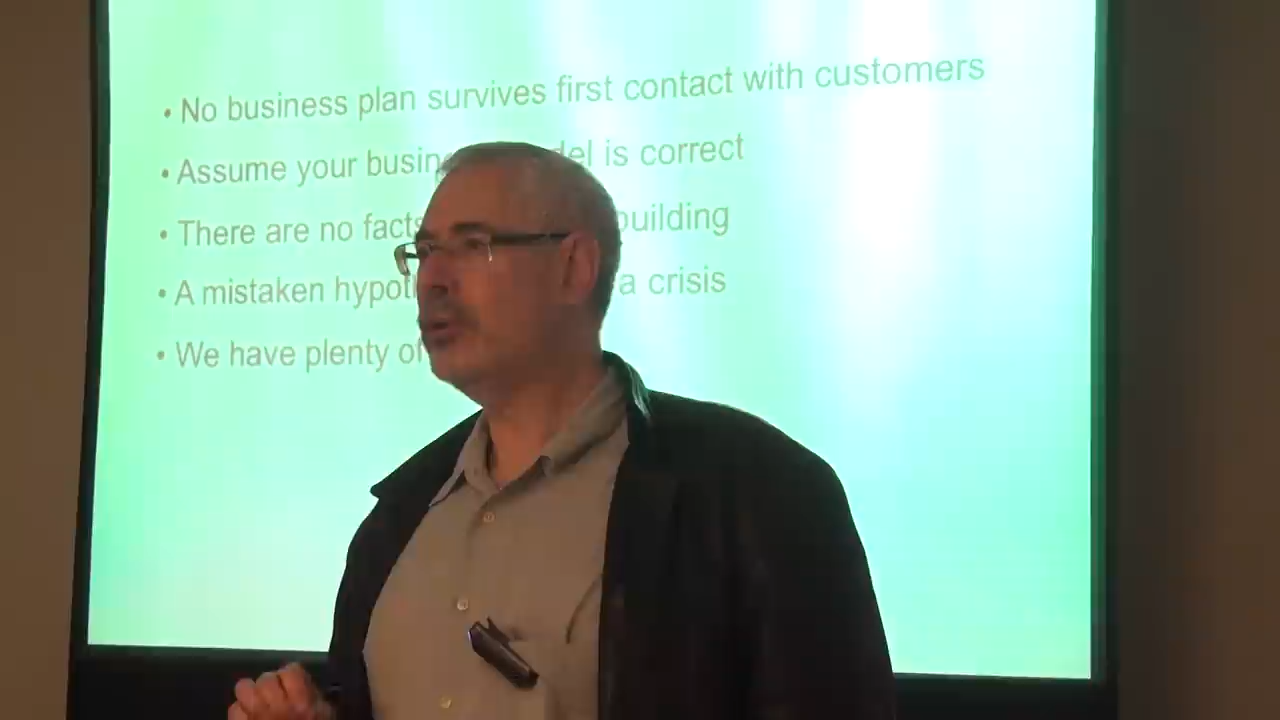 • No business plan survives first contact with customers
• Assume your busin del is correct
• There are no facts building
• A mistaken hypot a crisis
• We have plenty of